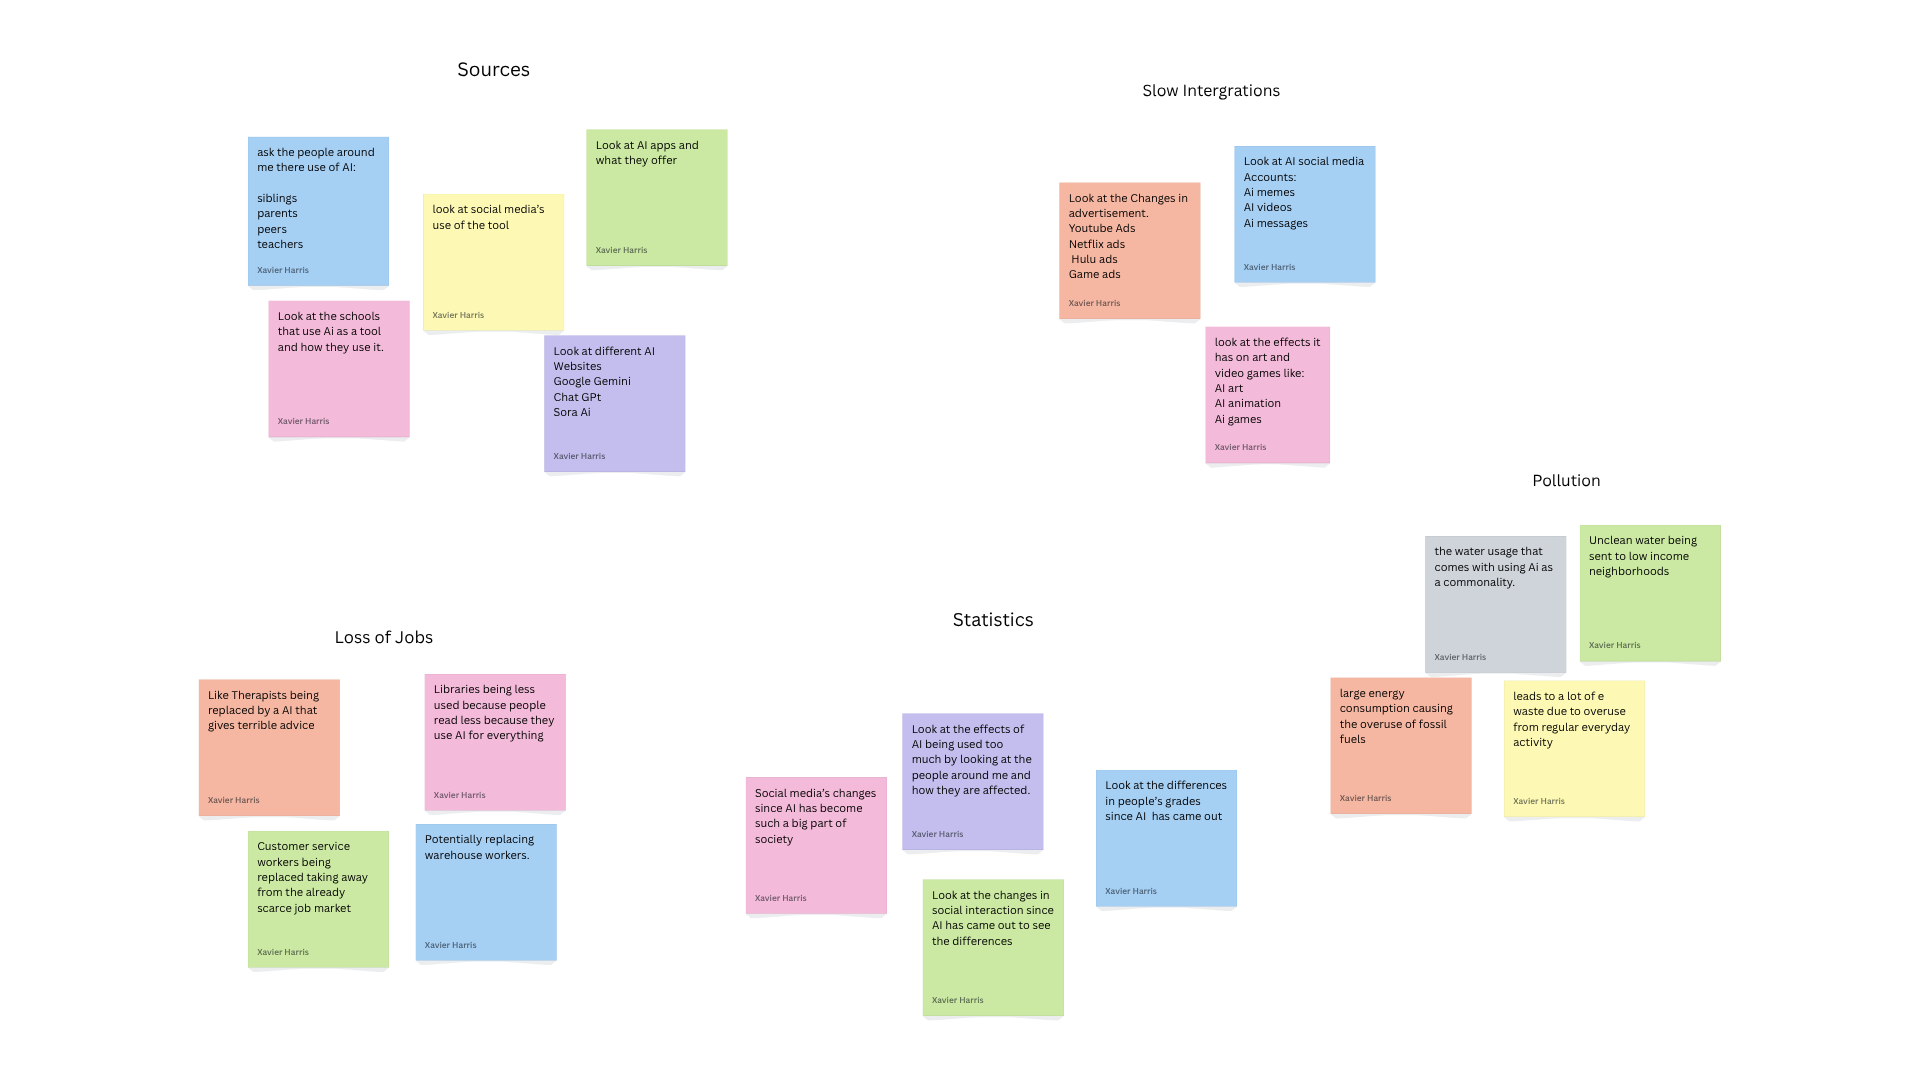 Sources
ask the people around
me there use of AI:
siblings
parents
peers
teachers
Xavier Harris
look at social media's
use of the tool
Xavier Harris
Look at AI apps and
what they offer
Xavier Harris
Look at the schools
that use Ai as a tool
and how they use it.
Xavier Harris
Look at different AI
Websites
Google Gemini
Chat GPt
Sora Ai
Xavier Harris
Slow Intergrations
Look at the Changes in
advertisement.
Youtube Ads
Netflix ads
Hulu ads
Game ads
Xavier Harris
Look at AI social media
Accounts:
Ai memes
AI videos
Ai messages
Xavier Harris
look at the effects it
has on art and
video games like:
AI art
AI animation
Ai games
Xavier Harris
Pollution
the water usage that
comes with using Ai as
a commonality.
Xavier Harris
Unclean water being
sent to low income
neighborhoods
Xavier Harris
large energy
consumption causing
the overuse of fossil
fuels
Xavier Harris
leads to a lot of e
waste due to overuse
from regular everyday
activity
Xavier Harris
Loss of Jobs
Like Therapists being
replaced by a AI that
gives terrible advice
Xavier Harris
Libraries being less
used because people
read less because they
use AI for everything
Xavier Harris
Customer service
workers being
replaced taking away
from the already
scarce job market
Xavier Harris
Potentially replacing
warehouse workers.
Xavier Harris
Statistics
Social media's changes
since AI has become
such a big part of
society
Xavier Harris
Look at the effects of
AI being used too
much by looking at the
people around me and
how they are affected.
Xavier Harris
Look at the differences
in people's grades
since AI has came out
Xavier Harris
Look at the changes in
social interaction since
AI has came out to see
the differences
Xavier Harris